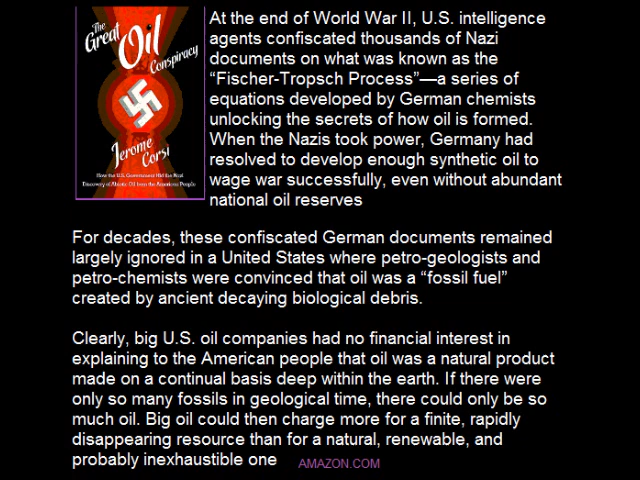 The
Great
Oil
Conspiracy
Jerome
Corsi
How the U.S. Government Hid the Nazi
Discovery of Abiotic Oil from the American People
At the end of World War II, U.S. intelligence
agents confiscated thousands of Nazi
documents on what was known as the
“Fischer-Tropsch Process”—a series of
equations developed by German chemists
unlocking the secrets of how oil is formed.
When the Nazis took power, Germany had
resolved to develop enough synthetic oil to
wage war successfully, even without abundant
national oil reserves
For decades, these confiscated German documents remained
largely ignored in a United States where petro-geologists and
petro-chemists were convinced that oil was a “fossil fuel”
created by ancient decaying biological debris.
Clearly, big U.S. oil companies had no financial interest in
explaining to the American people that oil was a natural product
made on a continual basis deep within the earth. If there were
only so many fossils in geological time, there could only be so
much oil. Big oil could then charge more for a finite, rapidly
disappearing resource than for a natural, renewable, and
probably inexhaustible one
AMAZON.COM